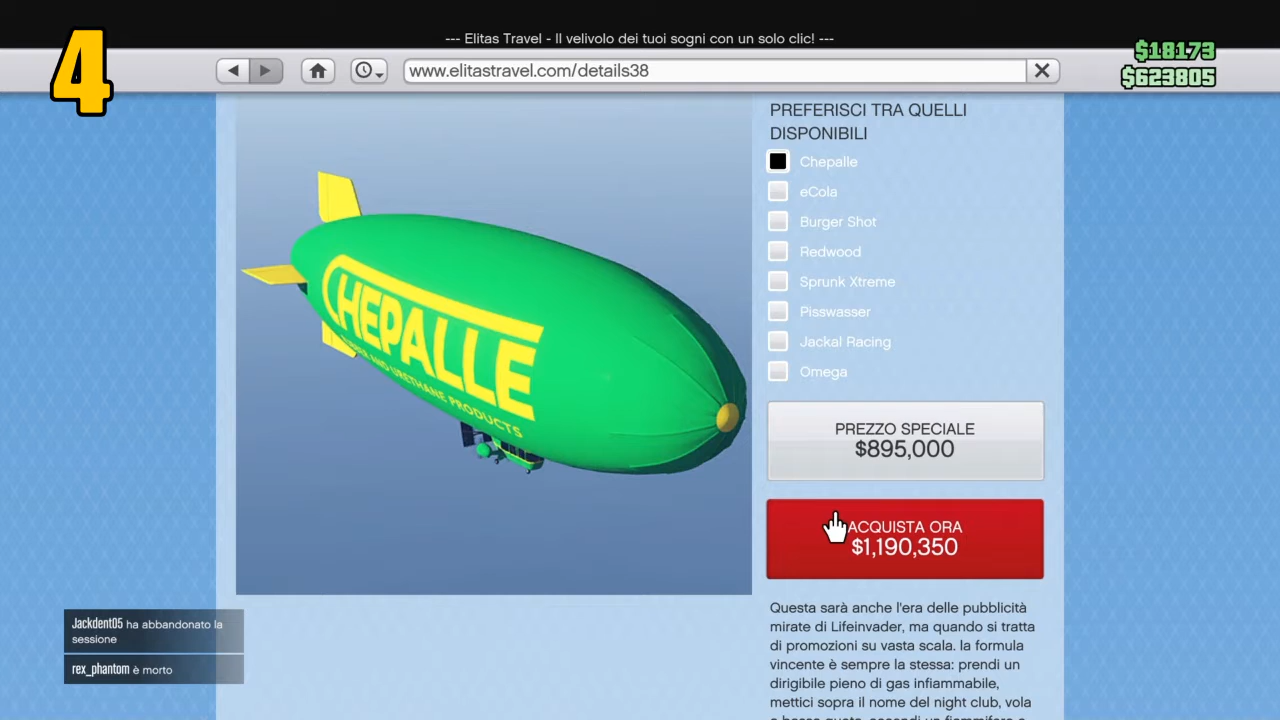 4
--- Elitas Travel - Il velivolo dei tuoi sogni con un solo clic! ---
www.elitastravel.com/details38
$18173
$623805
PREFERISCI TRA QUELLI
DISPONIBILI
Chepalle
eCola
Burger Shot
Redwood
Sprunk Xtreme
Pisswasser
Jackal Racing
Omega
CHEPALLE
RUBBER AND URETHANE PRODUCTS
PREZZO SPECIALE
$895,000
ACQUISTA ORA
$1,190,350
Questa sarà anche l'era delle pubblicità
mirate di Lifeinvader, ma quando si tratta
di promozioni su vasta scala. la formula
vincente è sempre la stessa: prendi un
dirigibile pieno di gas infiammabile,
mettici sopra il nome del night club, vola
Jackdent05 ha abbandonato la
sessione
rex_phantom è morto